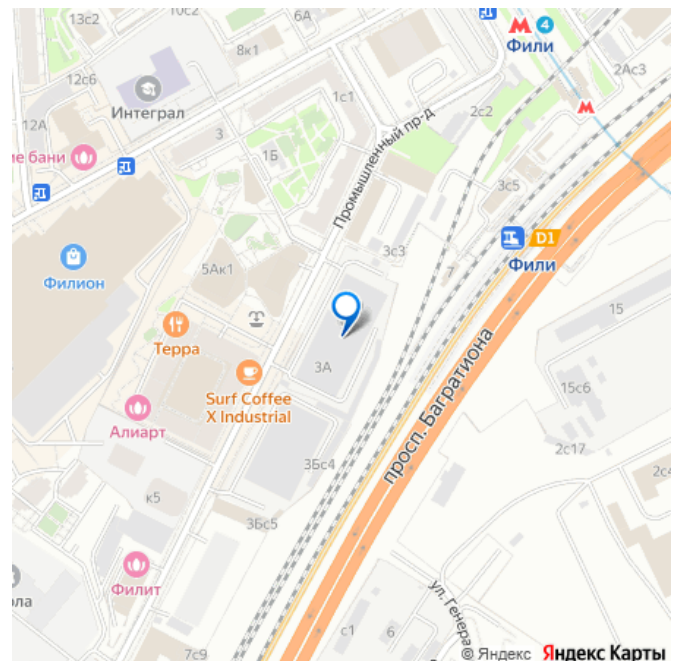 13с2
10с2
6А
8к1
М 4
Фили
2Ас3
12с6
Интеграл
1с1
2с2
М
12А
3
1Б
Промышленный пр-д
ие бани
3с5
D1
Фили
3с3
7
Филион
5Ак1
15
Терра
3А
просп. Багратиона
15с6
Surf Coffee
X Industrial
Алиарт
2с17
3Бс4
2с4
к5
3Бс5
Филит
ола
ул. Генера
с1
6
7с9
© Яндекс Яндекс Карты